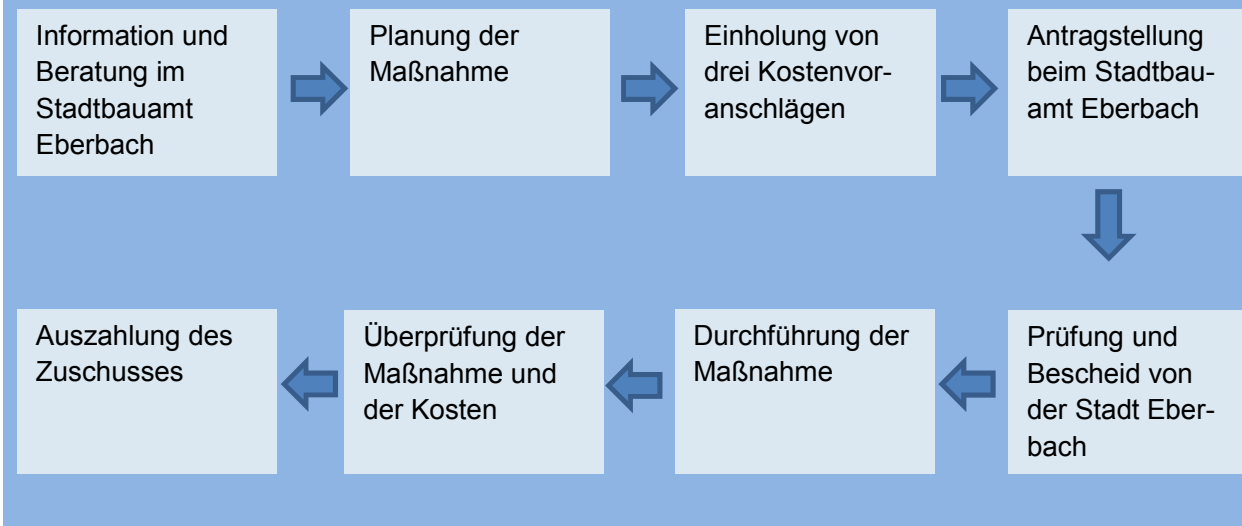 Information und
Beratung im
Stadtbauamt
Eberbach
Planung der
Maßnahme
Einholung von
drei Kostenvor-
anschlägen
Antragstellung
beim Stadtbau-
amt Eberbach
Prüfung und
Bescheid von
der Stadt Eber-
bach
Durchführung der
Maßnahme
Überprüfung der
Maßnahme und
der Kosten
Auszahlung des
Zuschusses